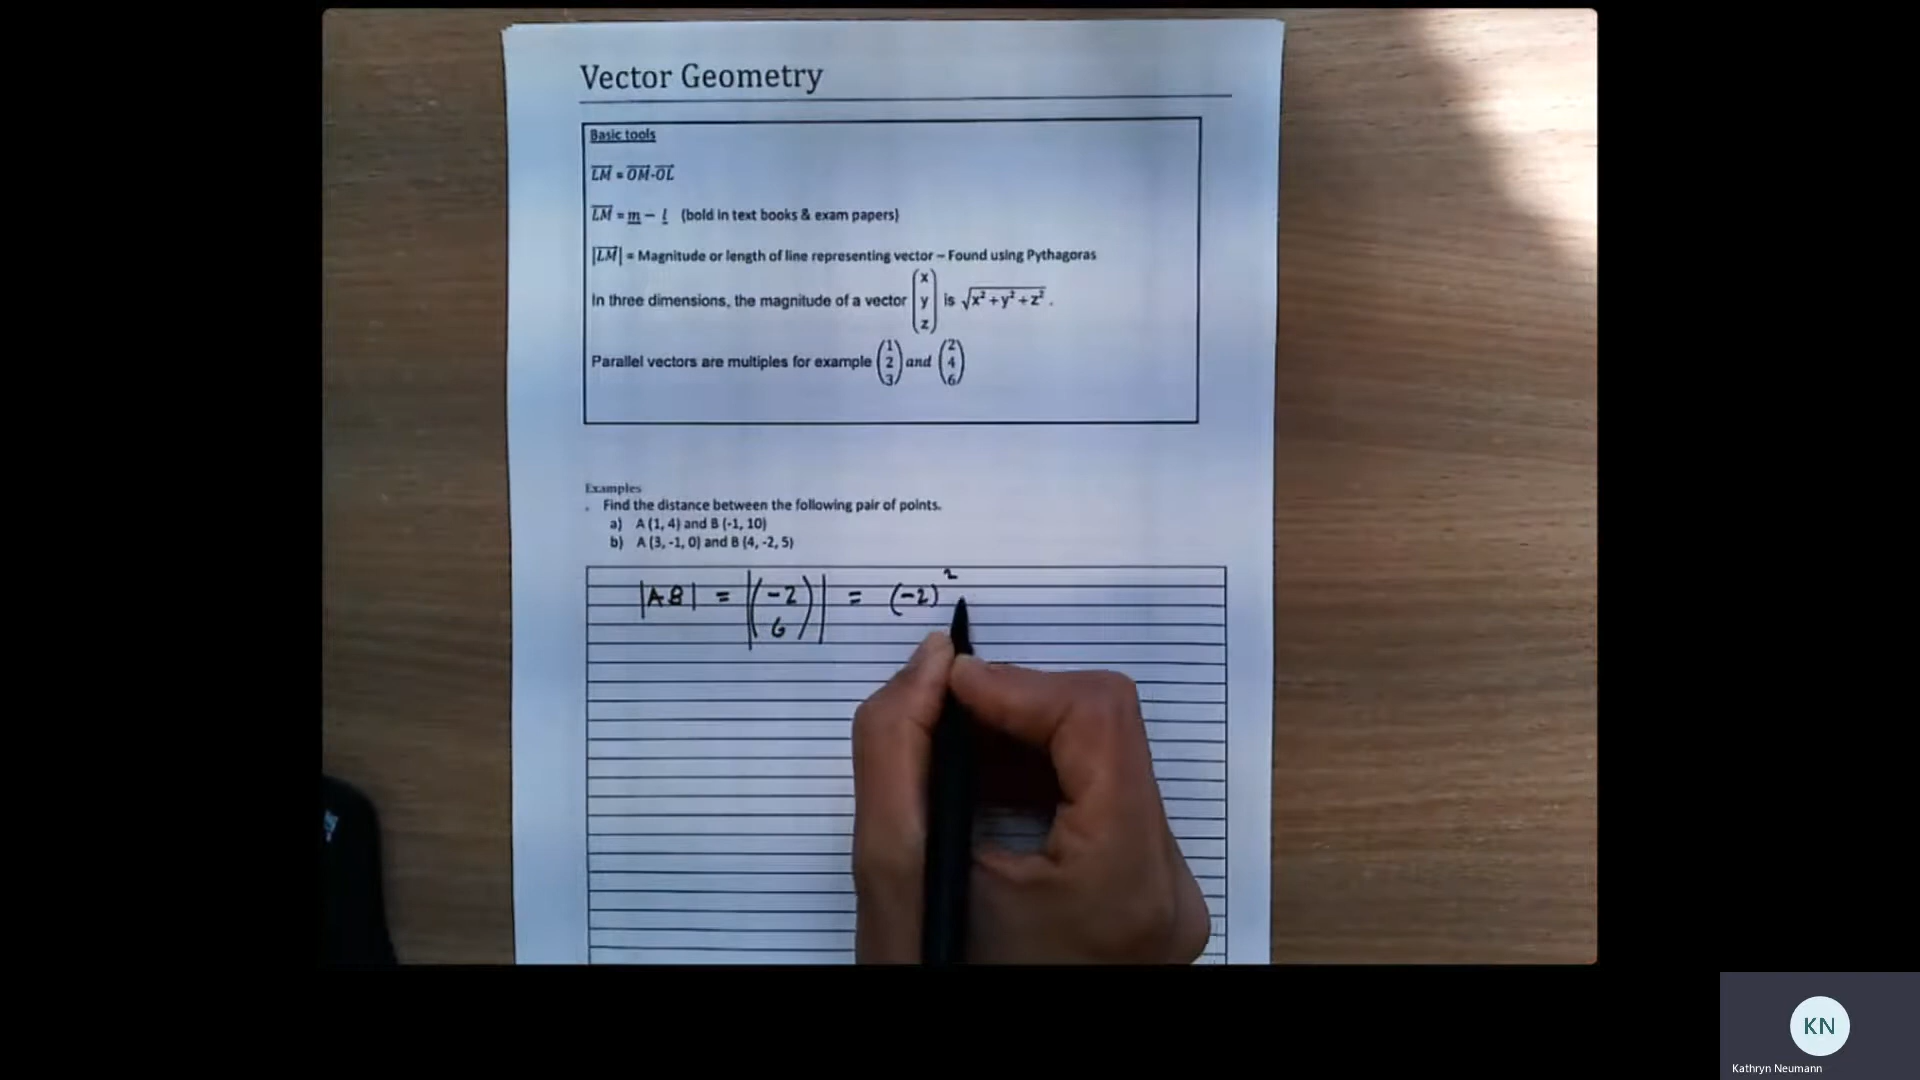 Vector Geometry
Basic tools
LM = OM-OL
LM = m − l (bold in text books & exam papers)
|LM| = Magnitude or length of line representing vector – Found using Pythagoras
In three dimensions, the magnitude of a vector (x y z) is √x² + y² + z² .
Parallel vectors are multiples for example (1 2 3) and (2 4 6)
Examples
. Find the distance between the following pair of points.
a) A (1, 4) and B (-1, 10)
b) A (3, -1, 0) and B (4, -2, 5)
|AB| = |(-2 6)| = (-2)²
KN
Kathryn Neumann